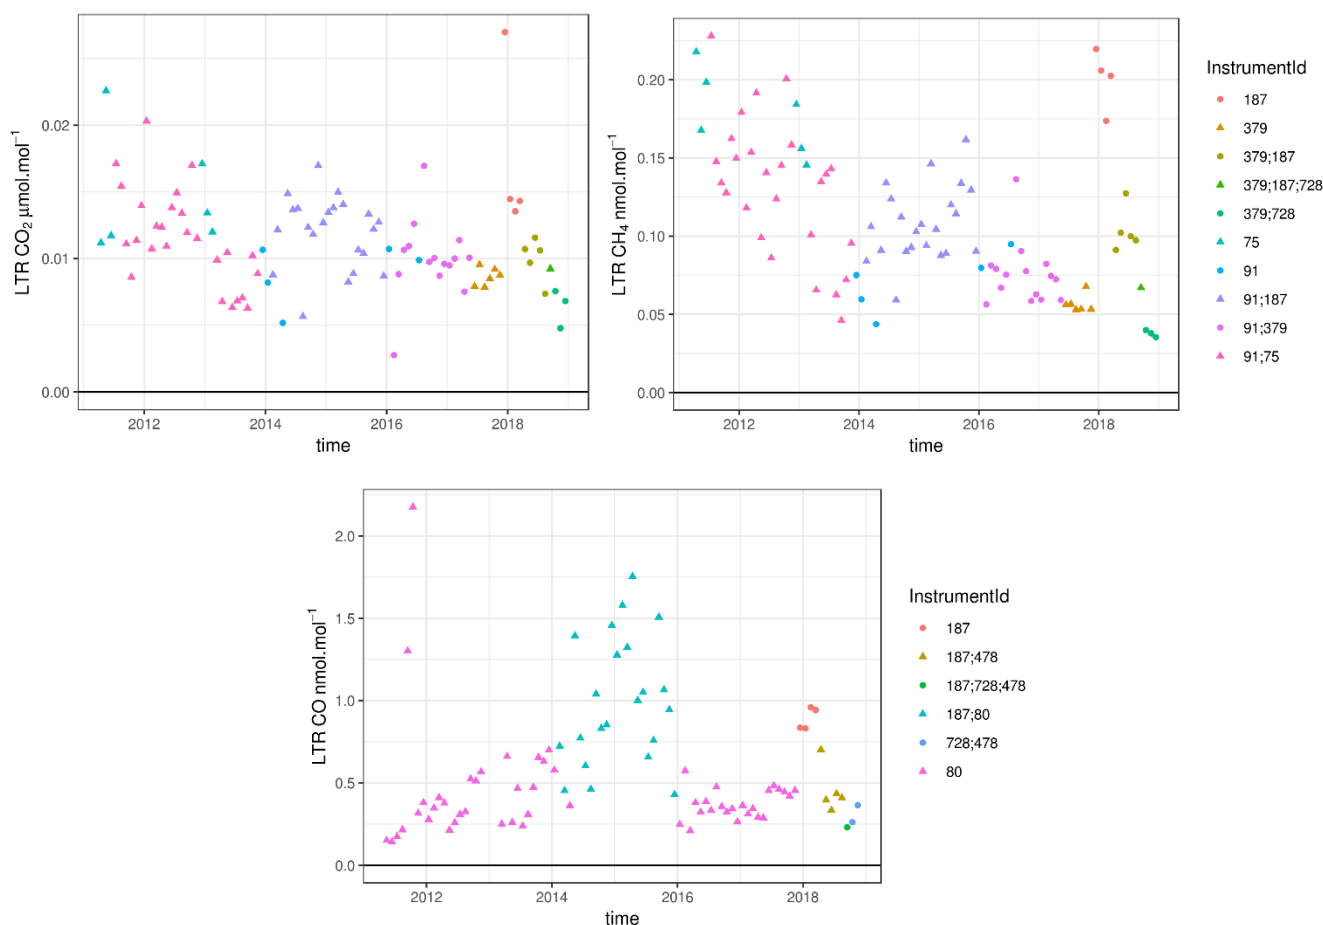 LTR CO₂ μmol.mol⁻¹
0.02
0.01
0.00
2012 2014 2016 2018
time
LTR CH₄ nmol.mol⁻¹
0.20
0.15
0.10
0.05
0.00
2012 2014 2016 2018
time
InstrumentId
187
379
379;187
379;187;728
379;728
75
91
91;187
91;379
91;75
LTR CO nmol.mol⁻¹
2.0
1.5
1.0
0.5
0.0
2012 2014 2016 2018
time
InstrumentId
187
187;478
187;728;478
187;80
728;478
80